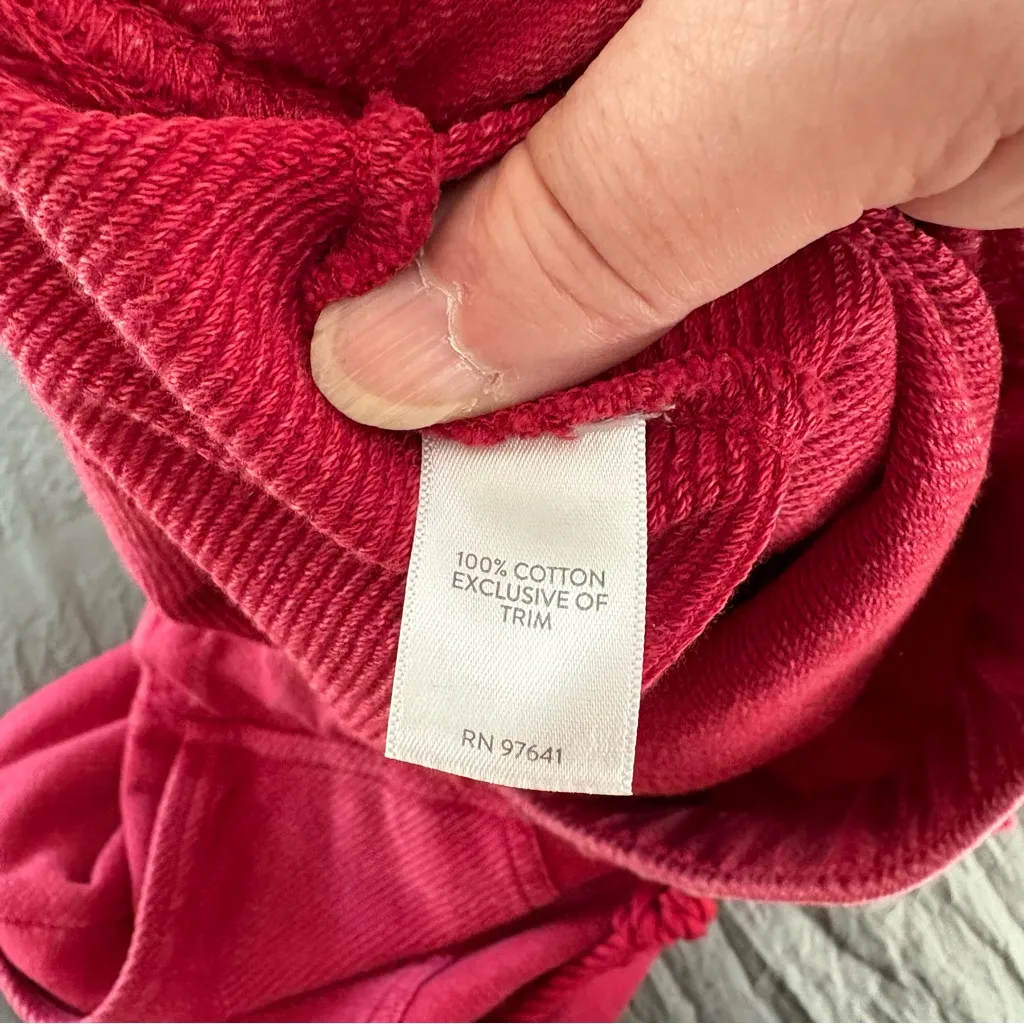 100% COTTON
EXCLUSIVE OF
TRIM
RN 97641